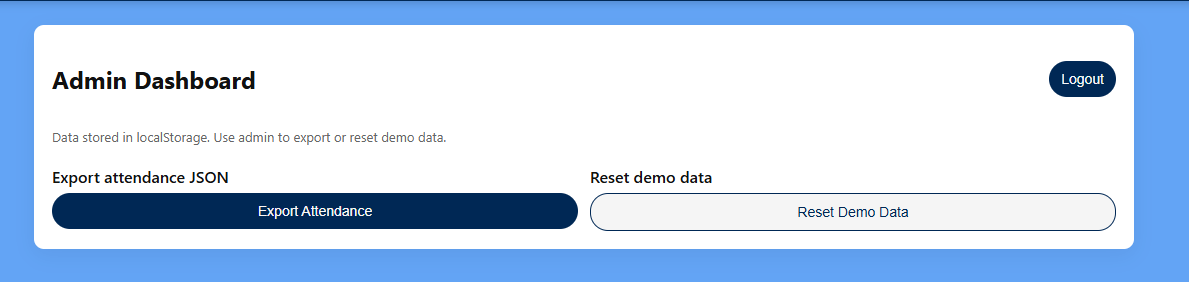 Admin Dashboard
Logout
Data stored in localStorage. Use admin to export or reset demo data.
Export attendance JSON
Export Attendance
Reset demo data
Reset Demo Data